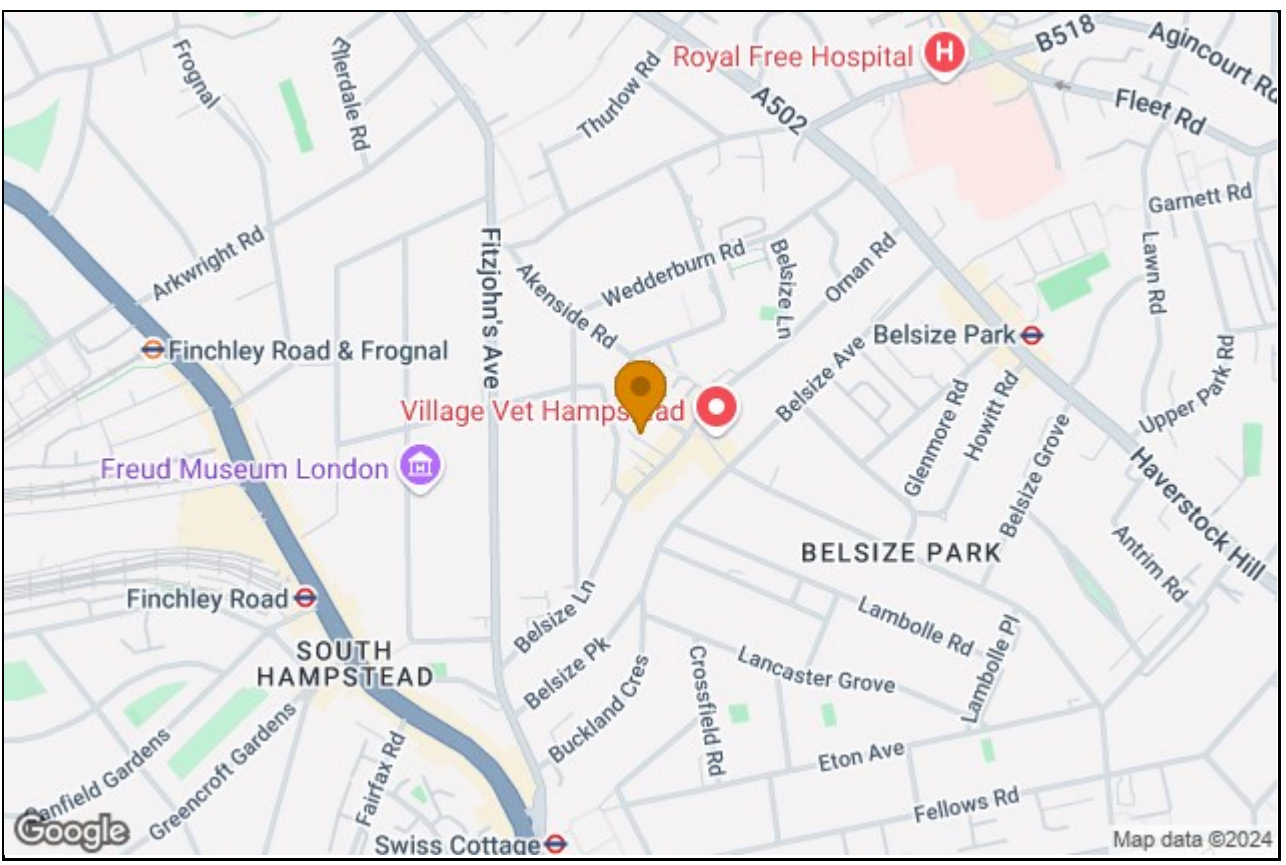 Frognal
Allerdale Rd
Thurlow Rd
Royal Free Hospital
H
B518
Agincourt Rd
A502
Fleet Rd
Garnett Rd
Lawn Rd
Arkwright Rd
Fitzjohn's Ave
Akenside Rd
Wedderburn Rd
Belsize Ln
Ornan Rd
Finchley Road & Frognal
Belsize Park
Belsize Ave
Upper Park Rd
Village Vet Hampstead
Glenmore Rd
Howitt Rd
Belsize Grove
Haverstock Hill
Freud Museum London
BELSIZE PARK
Antrim Rd
Finchley Road
Belsize Ln
Lambolle Rd
SOUTH
HAMPSTEAD
Belsize Pk
Buckland Cres
Crossfield Rd
Lancaster Grove
Lambolle Pl
Canfield Gardens
Greencroft Gardens
Fairfax Rd
Eton Ave
Fellows Rd
Google
Swiss Cottage
Map data ©2024